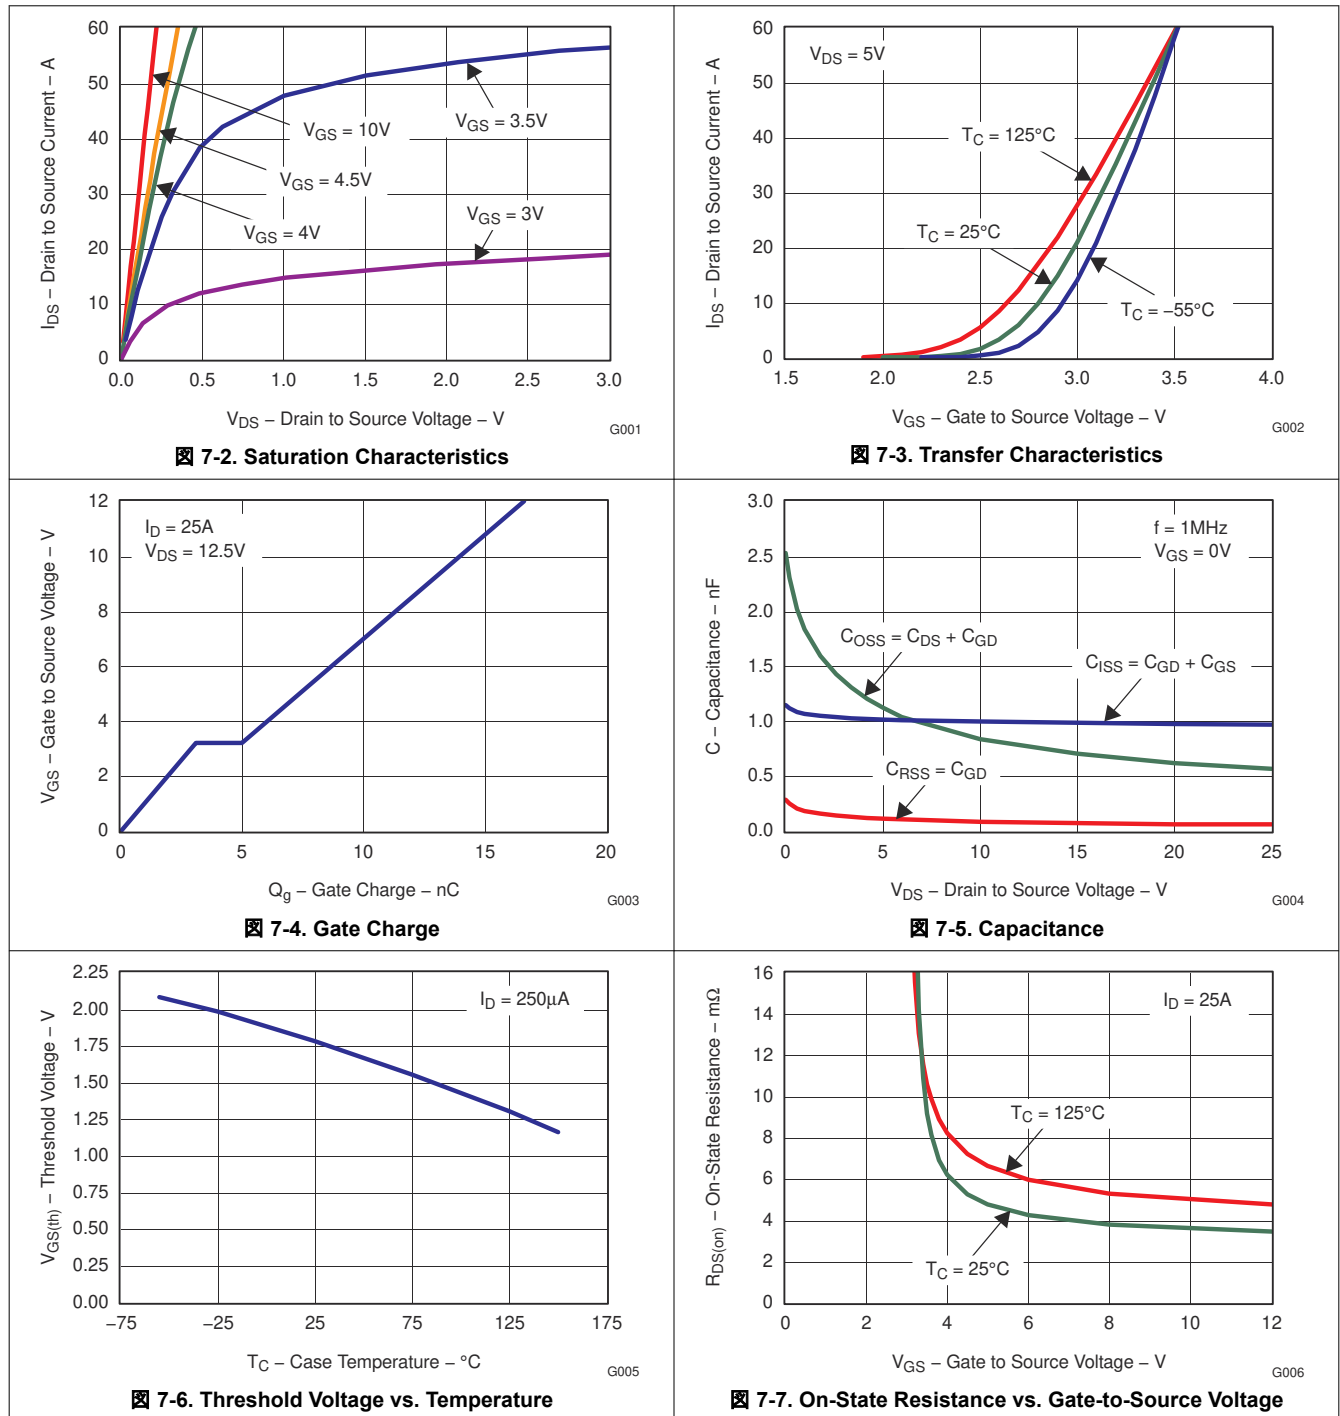 60
50
40
30
20
10
0
0.0 0.5 1.0 1.5 2.0 2.5 3.0
I_DS – Drain to Source Current – A
V_GS = 10V
V_GS = 4.5V
V_GS = 4V
V_GS = 3.5V
V_GS = 3V
V_DS – Drain to Source Voltage – V
G001
図 7-2. Saturation Characteristics
60
50
40
30
20
10
0
1.5 2.0 2.5 3.0 3.5 4.0
I_DS – Drain to Source Current – A
V_DS = 5V
T_C = 125°C
T_C = 25°C
T_C = –55°C
V_GS – Gate to Source Voltage – V
G002
図 7-3. Transfer Characteristics
12
10
8
6
4
2
0
0 5 10 15 20
V_GS – Gate to Source Voltage – V
I_D = 25A
V_DS = 12.5V
Q_g – Gate Charge – nC
G003
図 7-4. Gate Charge
3.0
2.5
2.0
1.5
1.0
0.5
0.0
0 5 10 15 20 25
C – Capacitance – nF
f = 1MHz
V_GS = 0V
C_OSS = C_DS + C_GD
C_ISS = C_GD + C_GS
C_RSS = C_GD
V_DS – Drain to Source Voltage – V
G004
図 7-5. Capacitance
2.25
2.00
1.75
1.50
1.25
1.00
0.75
0.50
0.25
0.00
–75 –25 25 75 125 175
V_GS(th) – Threshold Voltage – V
I_D = 250µA
T_C – Case Temperature – °C
G005
図 7-6. Threshold Voltage vs. Temperature
16
14
12
10
8
6
4
2
0
0 2 4 6 8 10 12
R_DS(on) – On-State Resistance – mΩ
I_D = 25A
T_C = 125°C
T_C = 25°C
V_GS – Gate to Source Voltage – V
G006
図 7-7. On-State Resistance vs. Gate-to-Source Voltage